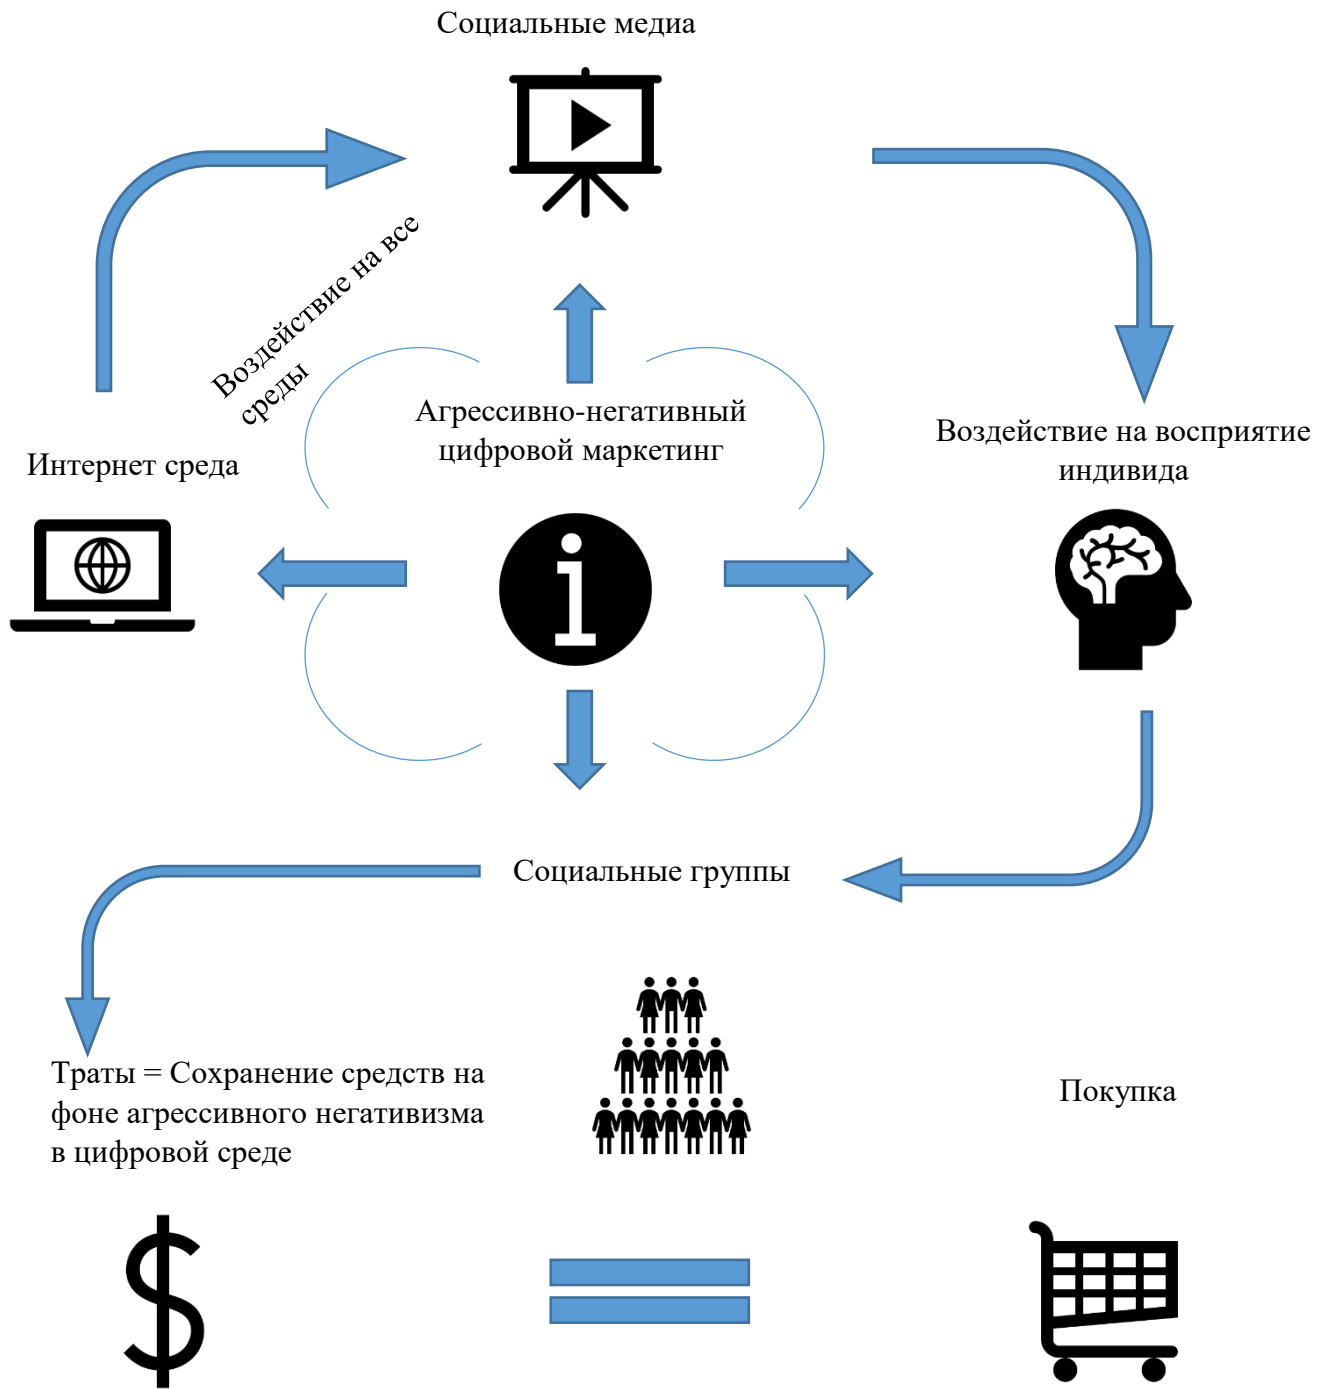 Социальные медиа
Воздействие на все
среды
Агрессивно-негативный
цифровой маркетинг
Интернет среда
Воздействие на восприятие
индивида
Социальные группы
Траты = Сохранение средств на
фоне агрессивного негативизма
в цифровой среде
Покупка